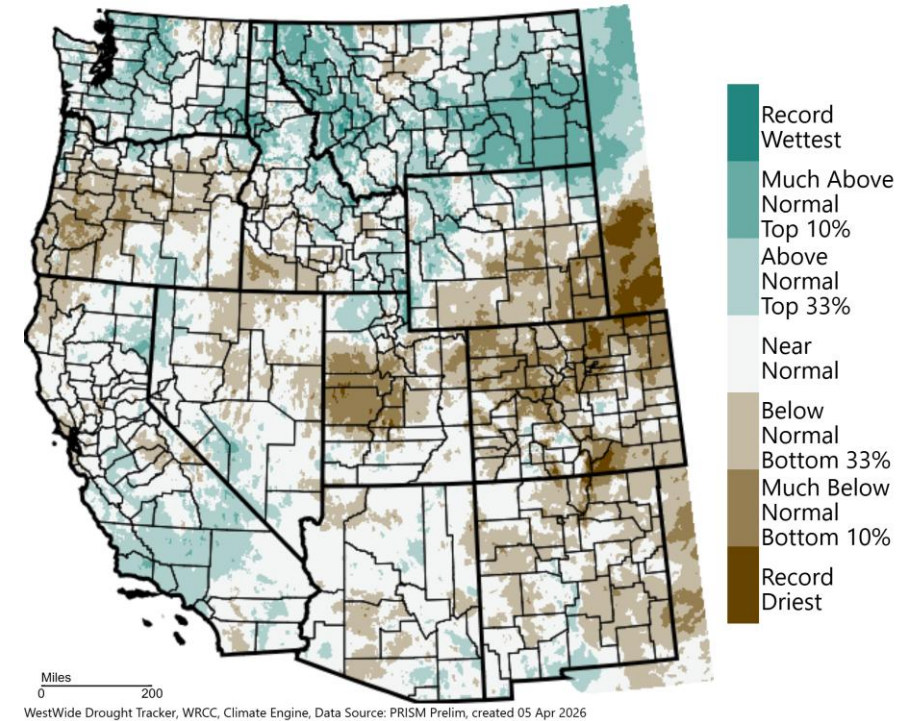 Record
Wettest
Much Above
Normal
Top 10%
Above
Normal
Top 33%
Near
Normal
Below
Normal
Bottom 33%
Much Below
Normal
Bottom 10%
Record
Driest
Miles
0 200
WestWide Drought Tracker, WRCC, Climate Engine, Data Source: PRISM Prelim, created 05 Apr 2026